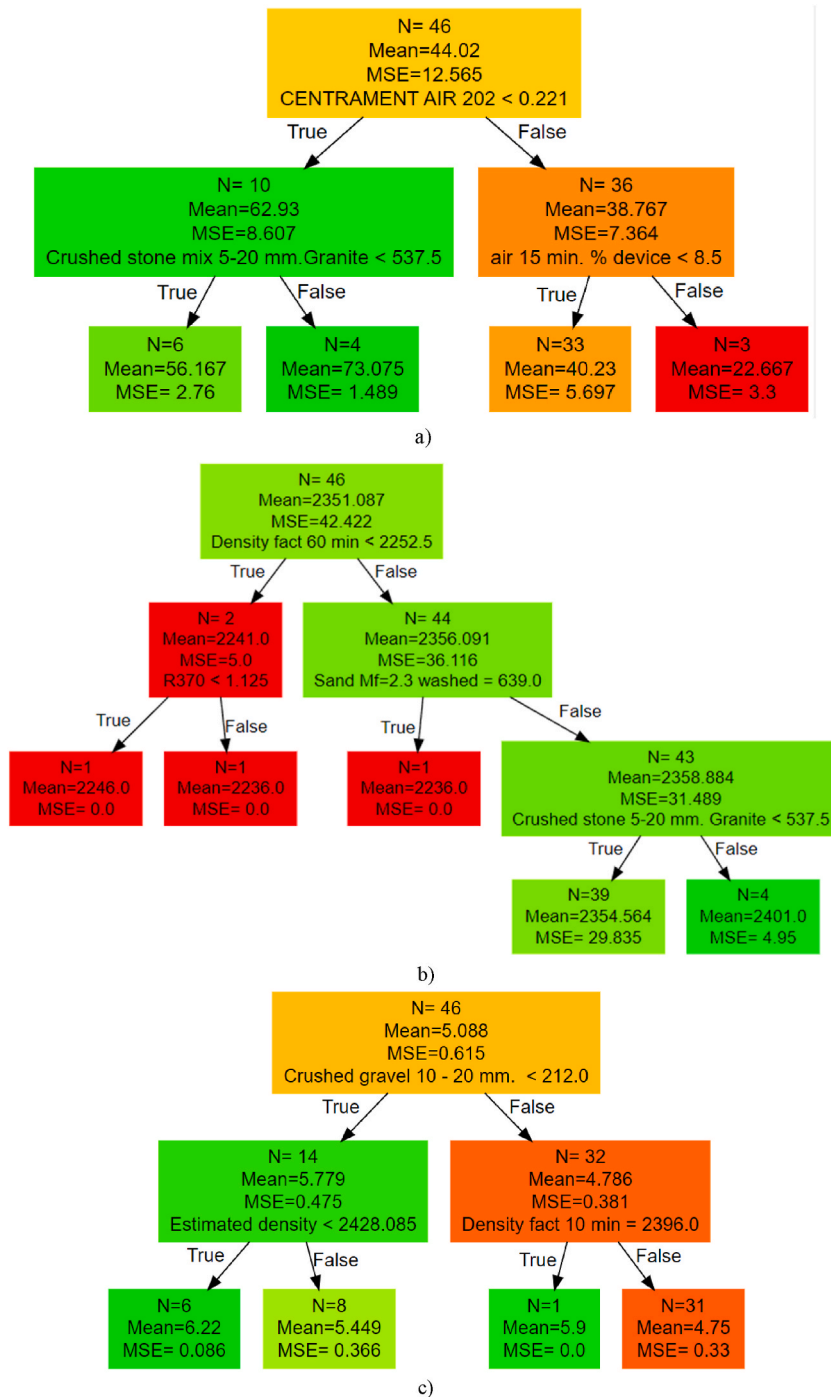 N= 46
Mean=44.02
MSE=12.565
CENTRAMENT AIR 202 < 0.221
True
False
N= 10
Mean=62.93
MSE=8.607
Crushed stone mix 5-20 mm.Granite < 537.5
N= 36
Mean=38.767
MSE=7.364
air 15 min. % device < 8.5
True
False
True
False
N=6
Mean=56.167
MSE= 2.76
N=4
Mean=73.075
MSE= 1.489
N=33
Mean=40.23
MSE= 5.697
N=3
Mean=22.667
MSE= 3.3
a)
N= 46
Mean=2351.087
MSE=42.422
Density fact 60 min < 2252.5
True
False
N= 2
Mean=2241.0
MSE=5.0
R370 < 1.125
N= 44
Mean=2356.091
MSE=36.116
Sand Mf=2.3 washed = 639.0
True
False
True
False
N=1
Mean=2246.0
MSE= 0.0
N=1
Mean=2236.0
MSE= 0.0
N=1
Mean=2236.0
MSE= 0.0
N= 43
Mean=2358.884
MSE=31.489
Crushed stone 5-20 mm. Granite < 537.5
True
False
N=39
Mean=2354.564
MSE= 29.835
N=4
Mean=2401.0
MSE= 4.95
b)
N= 46
Mean=5.088
MSE=0.615
Crushed gravel 10 - 20 mm. < 212.0
True
False
N= 14
Mean=5.779
MSE=0.475
Estimated density < 2428.085
N= 32
Mean=4.786
MSE=0.381
Density fact 10 min = 2396.0
True
False
True
False
N=6
Mean=6.22
MSE= 0.086
N=8
Mean=5.449
MSE= 0.366
N=1
Mean=5.9
MSE= 0.0
N=31
Mean=4.75
MSE= 0.33
c)